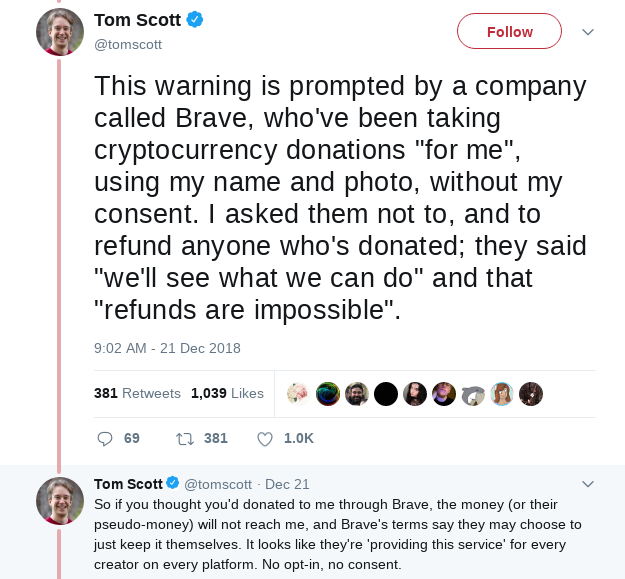 Tom Scott
@tomscott
Follow
This warning is prompted by a company
called Brave, who've been taking
cryptocurrency donations "for me",
using my name and photo, without my
consent. I asked them not to, and to
refund anyone who's donated; they said
"we'll see what we can do" and that
"refunds are impossible".
9:02 AM - 21 Dec 2018
381 Retweets 1,039 Likes
69 381 1.0K
Tom Scott @tomscott · Dec 21
So if you thought you'd donated to me through Brave, the money (or their
pseudo-money) will not reach me, and Brave's terms say they may choose to
just keep it themselves. It looks like they're 'providing this service' for every
creator on every platform. No opt-in, no consent.